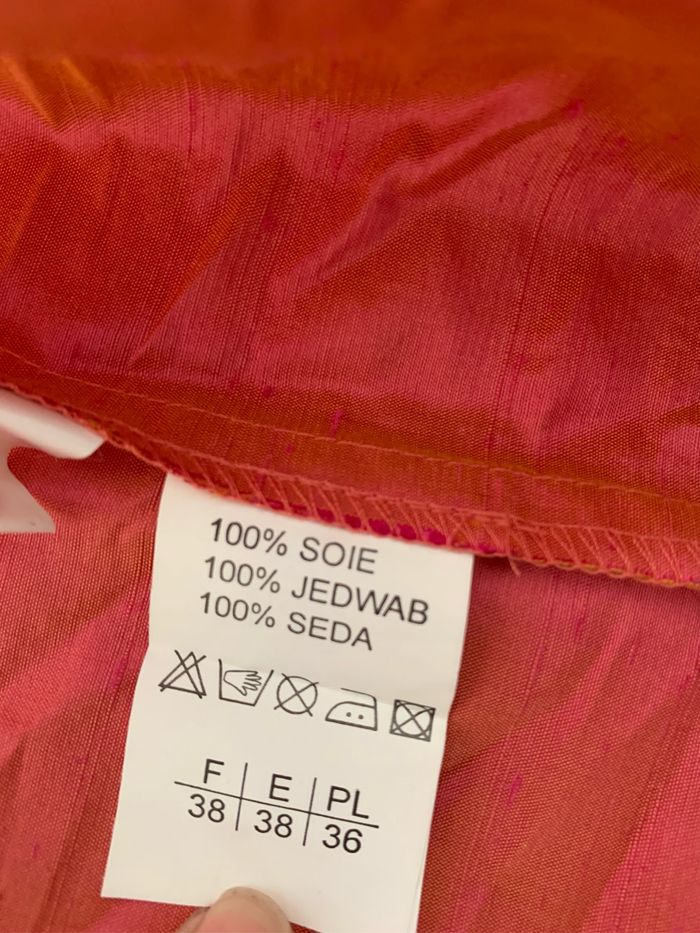 100% SOIE
100% JEDWAB
100% SEDA
F E PL
38 38 36